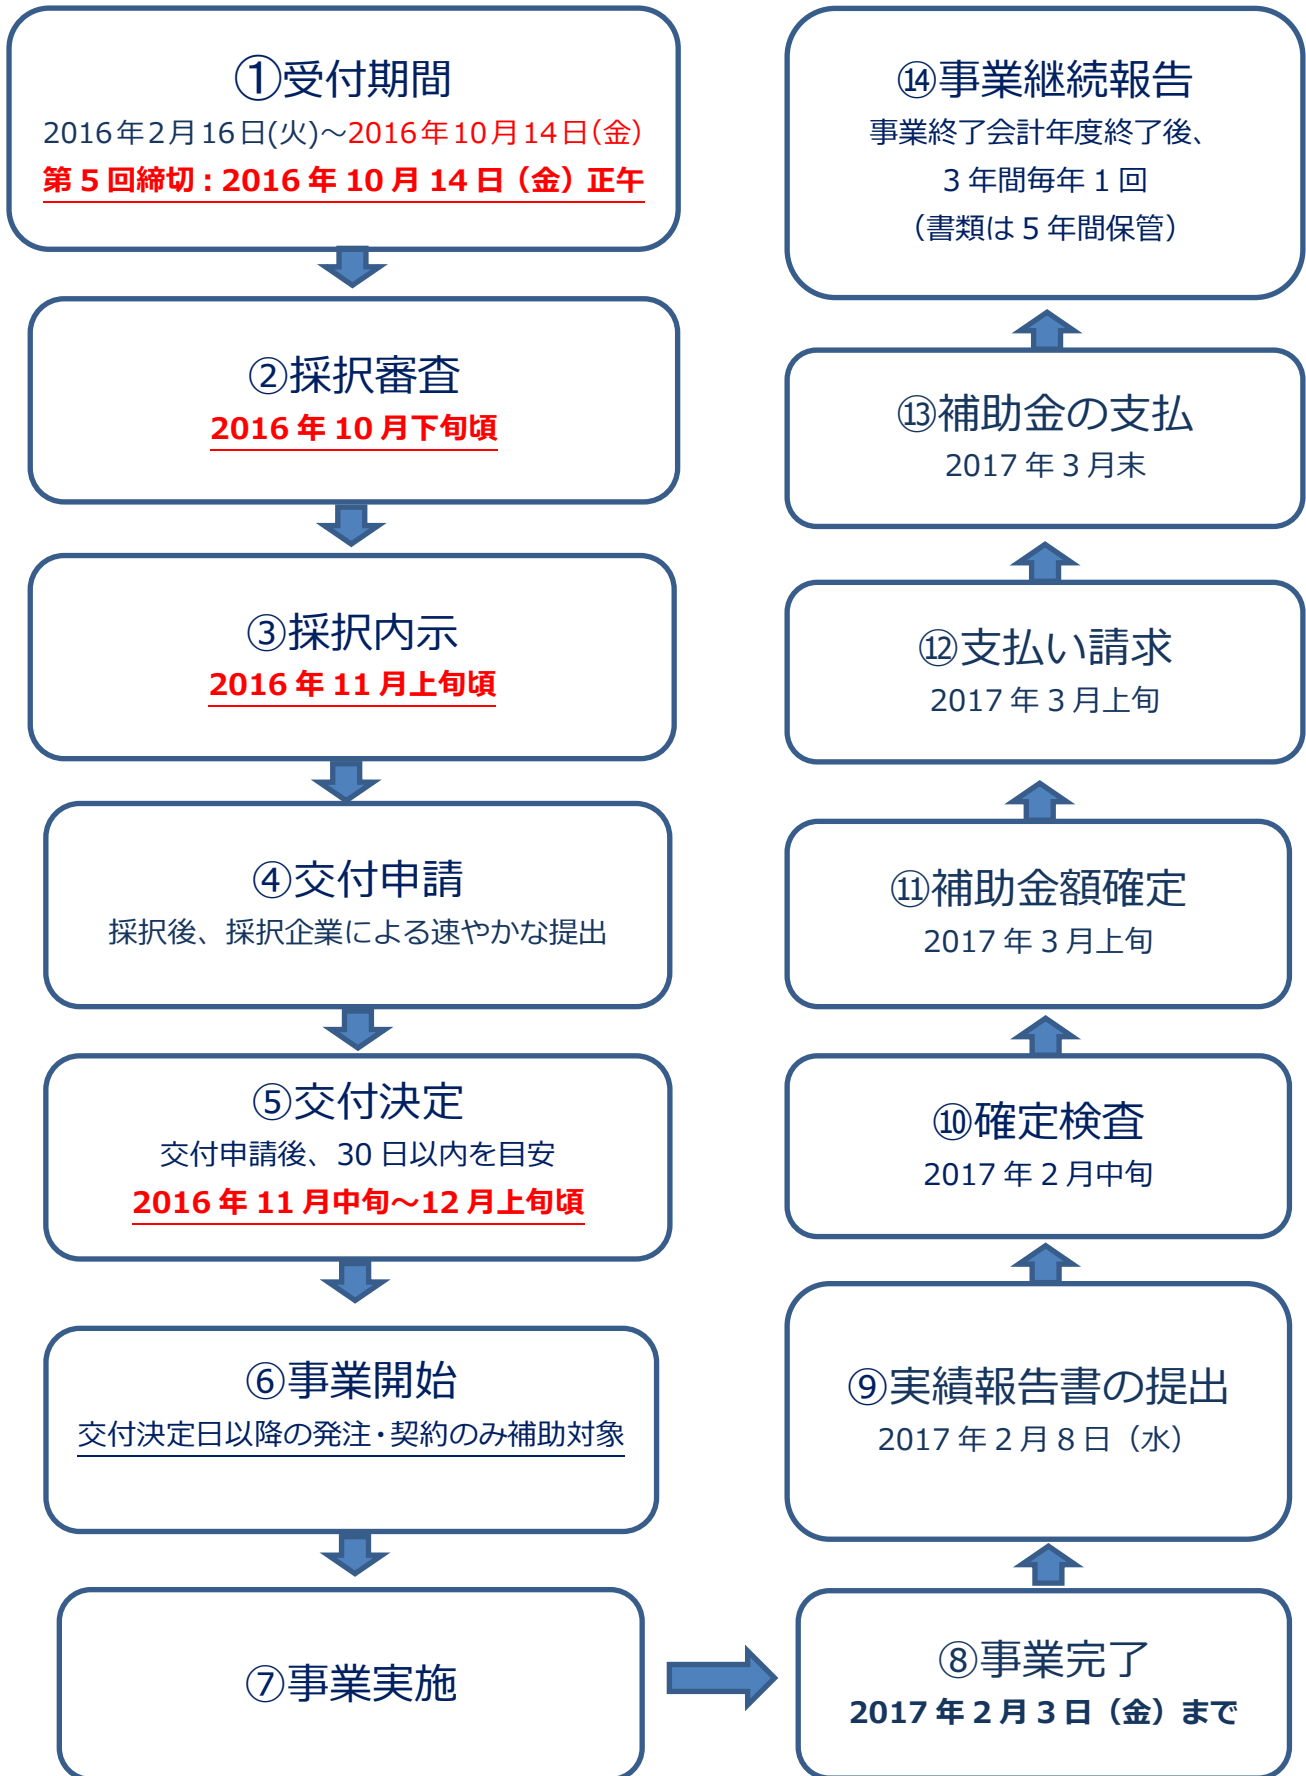 ①受付期間
2016年2月16日(火)～2016年10月14日（金）
第5回締切：2016年10月14日（金）正午
②採択審査
2016年10月下旬頃
③採択内示
2016年11月上旬頃
④交付申請
採択後、採択企業による速やかな提出
⑤交付決定
交付申請後、30日以内を目安
2016年11月中旬～12月上旬頃
⑥事業開始
交付決定日以降の発注・契約のみ補助対象
⑦事業実施
⑧事業完了
2017年2月3日（金）まで
⑨実績報告書の提出
2017年2月8日（水）
⑩確定検査
2017年2月中旬
⑪補助金額確定
2017年3月上旬
⑫支払い請求
2017年3月上旬
⑬補助金の支払
2017年3月末
⑭事業継続報告
事業終了会計年度終了後、
3年間毎年1回
（書類は5年間保管）